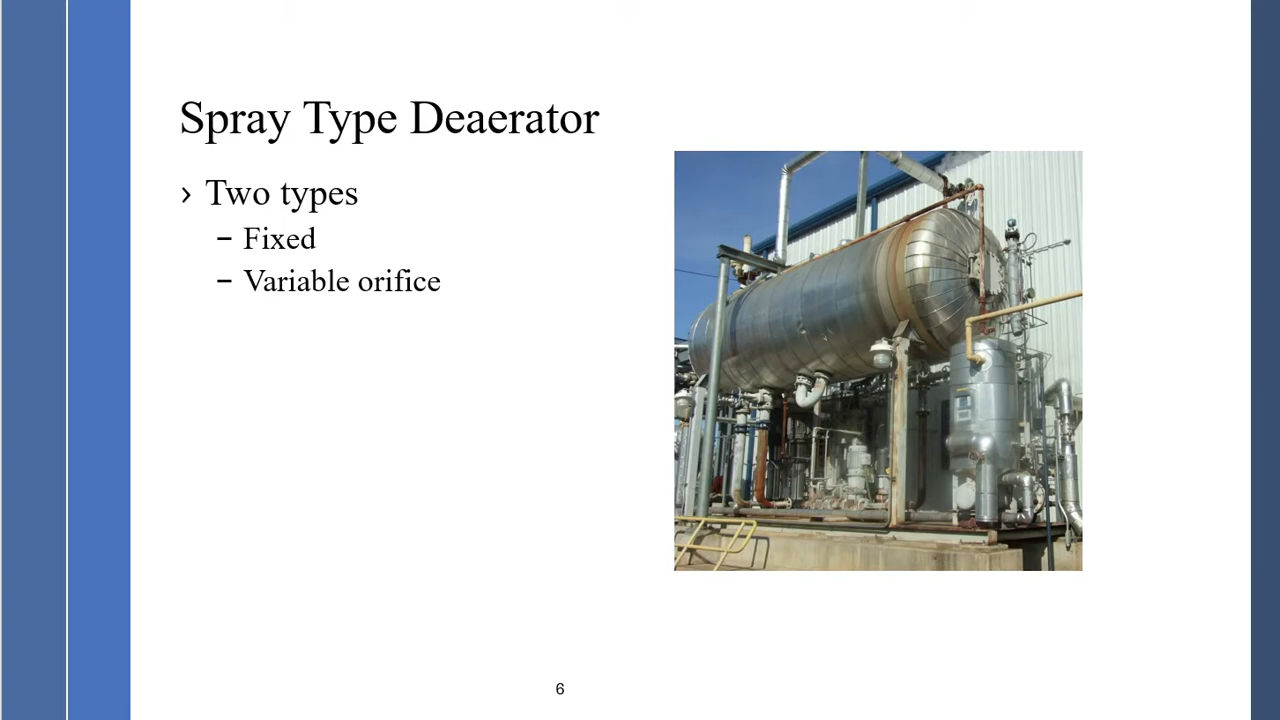 Spray Type Deaerator
› Two types
– Fixed
– Variable orifice
6